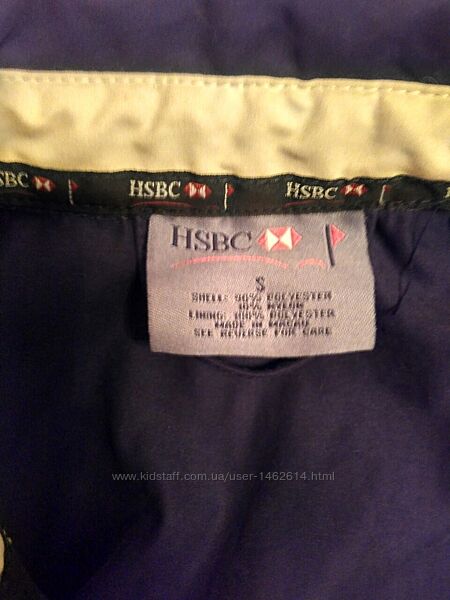 HSBC
HSBC
HSBC
HSBC
HSBC
S
SHELL: 90% POLYESTER
10% NYLON
LINING: 100% POLYESTER
MADE IN MACAU
SEE REVERSE FOR CARE
www.kidstaff.com.ua/user-1462614.html